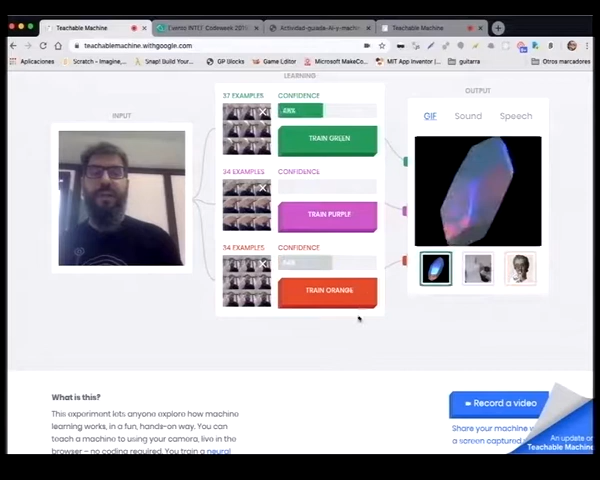 Teachable Machine
Evento INTEF Codeweek 2019
Actividad-guiada-AI-y-machin
Teachable Machine
teachablemachine.withgoogle.com
Aplicaciones
Scratch - Imagine,
Snap! Build Your...
GP Blocks
Game Editor
Microsoft MakeCo...
MIT App Inventor |...
guitarra
Otros marcadores
LEARNING
INPUT
37 EXAMPLES
CONFIDENCE
TRAIN GREEN
34 EXAMPLES
CONFIDENCE
TRAIN PURPLE
34 EXAMPLES
CONFIDENCE
TRAIN ORANGE
OUTPUT
GIF
Sound
Speech
What is this?
This experiment lets anyone explore how machine
learning works, in a fun, hands-on way. You can
teach a machine to using your camera, live in the
browser – no coding required. You train a neural
Record a video
Share your machine
a screen captured
An update on
Teachable Machine